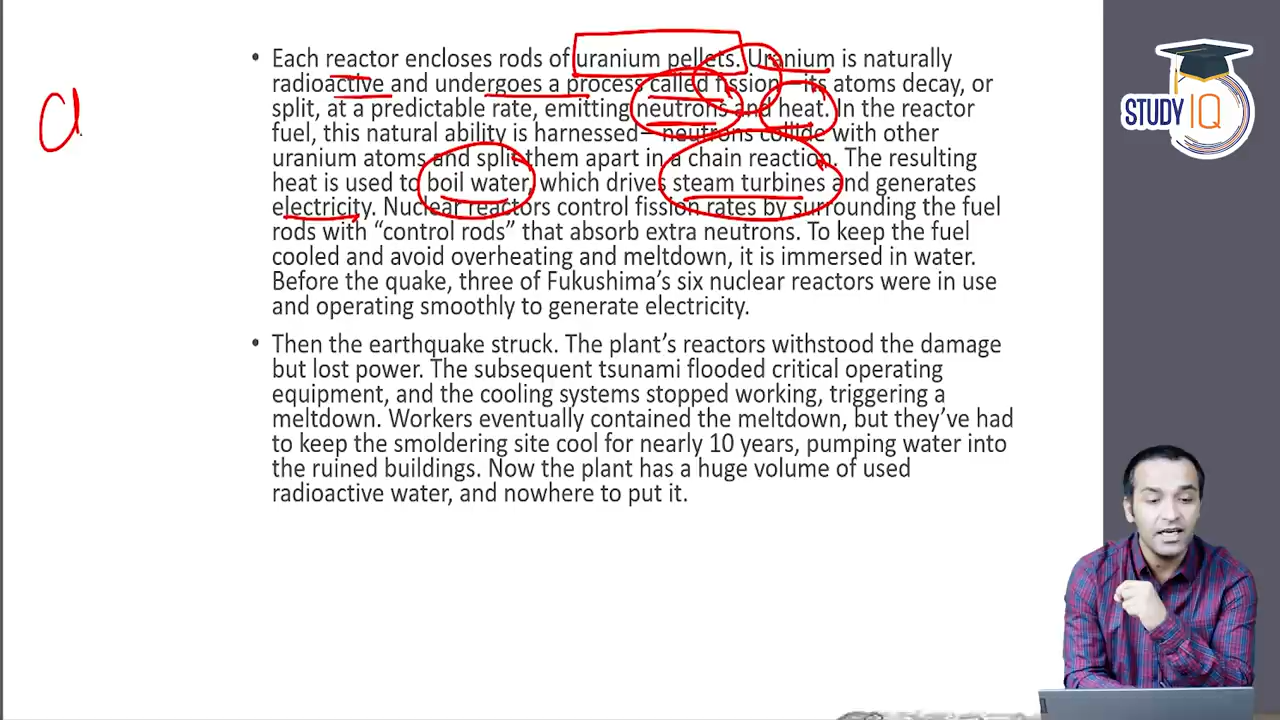 • Each reactor encloses rods of uranium pellets. Uranium is naturally
radioactive and undergoes a process called fission—its atoms decay, or
split, at a predictable rate, emitting neutrons and heat. In the reactor
fuel, this natural ability is harnessed—neutrons collide with other
uranium atoms and split them apart in a chain reaction. The resulting
heat is used to boil water, which drives steam turbines and generates
electricity. Nuclear reactors control fission rates by surrounding the fuel
rods with “control rods” that absorb extra neutrons. To keep the fuel
cooled and avoid overheating and meltdown, it is immersed in water.
Before the quake, three of Fukushima’s six nuclear reactors were in use
and operating smoothly to generate electricity.
• Then the earthquake struck. The plant’s reactors withstood the damage
but lost power. The subsequent tsunami flooded critical operating
equipment, and the cooling systems stopped working, triggering a
meltdown. Workers eventually contained the meltdown, but they’ve had
to keep the smoldering site cool for nearly 10 years, pumping water into
the ruined buildings. Now the plant has a huge volume of used
radioactive water, and nowhere to put it.
STUDY IQ